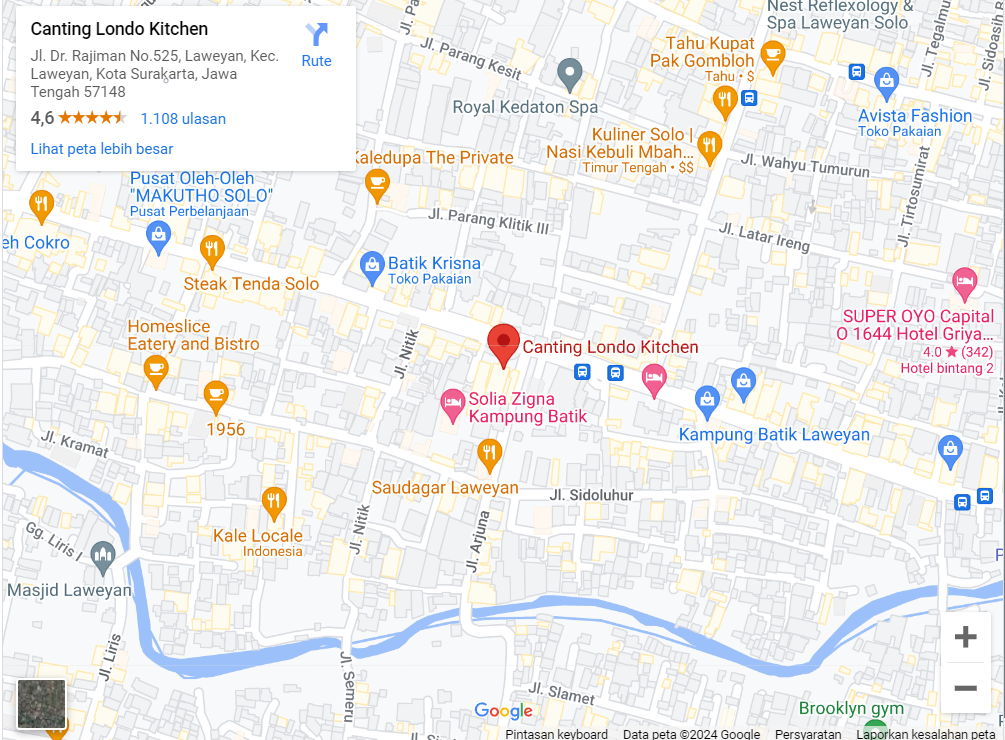 Canting Londo Kitchen
Jl. Dr. Rajiman No.525, Laweyan, Kec.
Laweyan, Kota Surakarta, Jawa
Tengah 57148
Rute
4,6
1.108 ulasan
Lihat peta lebih besar
Nest Reflexology &
Spa Laweyan Solo
Jl. Parang Kesit
Tahu Kupat
Pak Gombloh
Tahu • $
Jl. Tegalmu
Jl. Sidoasih
Royal Kedaton Spa
Avista Fashion
Toko Pakaian
Kuliner Solo |
Nasi Kebuli Mbah...
Timur Tengah • $$
Kaledupa The Private
Jl. Wahyu Tumurun
Pusat Oleh-Oleh
"MAKUTHO SOLO"
Pusat Perbelanjaan
Jl. Parang Klitik III
Jl. Tirtosumirat
Jl. Latar Ireng
eh Cokro
Batik Krisna
Toko Pakaian
Steak Tenda Solo
SUPER OYO Capital
O 1644 Hotel Griya...
4.0 ★ (342)
Hotel bintang 2
Homeslice
Eatery and Bistro
Jl. Nitik
Canting Londo Kitchen
Solia Zigna
Kampung Batik
1956
Kampung Batik Laweyan
Jl. Kramat
Saudagar Laweyan
Jl. Sidoluhur
Kale Locale
Indonesia
Jl. Nitik
Jl. Arjuna
Gg. Liris I
Masjid Laweyan
P
Jl. Liris
Jl. Semeru
Jl. Slamet
Brooklyn gym
Google
Pintasan keyboard
Data peta ©2024 Google
Persyaratan
Laporkan kesalahan peta